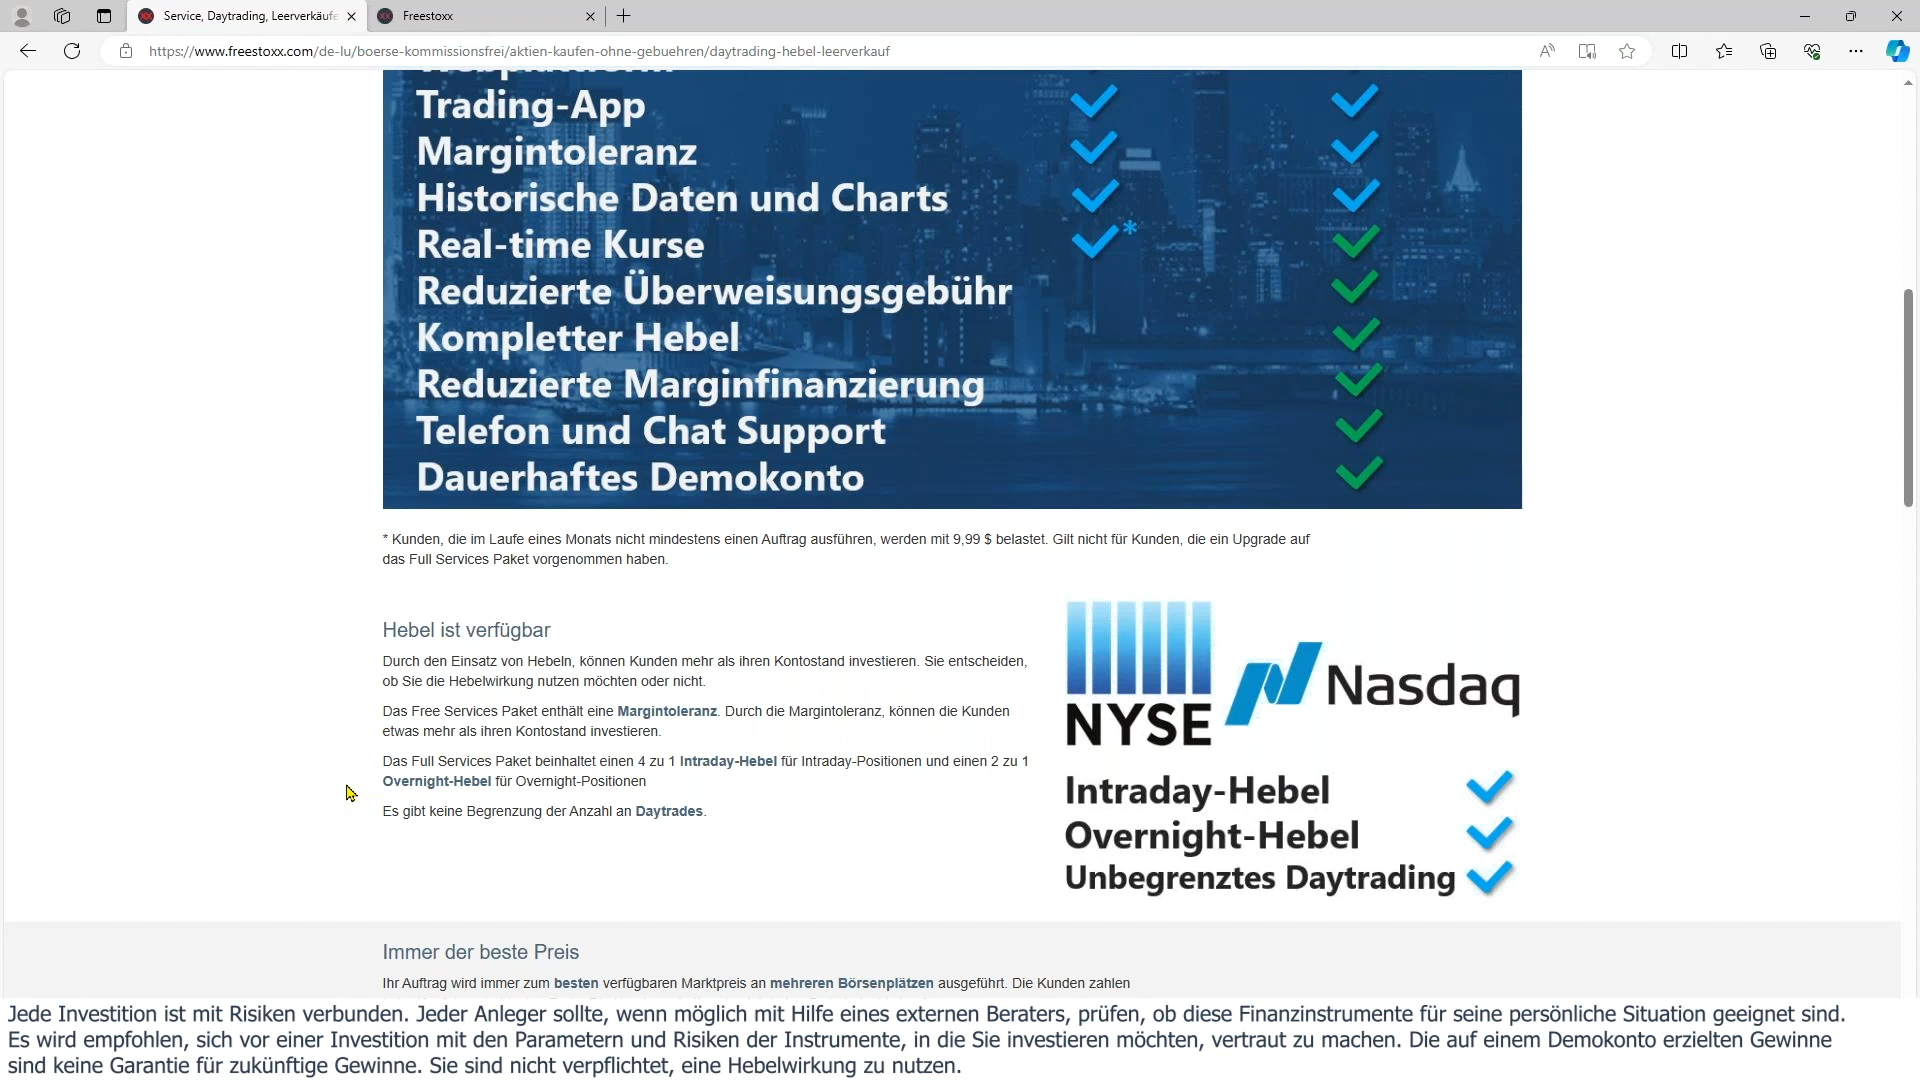 Service, Daytrading, Leerverkäufe
Freestoxx
https://www.freestoxx.com/de-lu/boerse-kommissionsfrei/aktien-kaufen-ohne-gebuehren/daytrading-hebel-leerverkauf
Trading-App
Margintoleranz
Historische Daten und Charts
Real-time Kurse *
Reduzierte Überweisungsgebühr
Kompletter Hebel
Reduzierte Marginfinanzierung
Telefon und Chat Support
Dauerhaftes Demokonto
* Kunden, die im Laufe eines Monats nicht mindestens einen Auftrag ausführen, werden mit 9,99 $ belastet. Gilt nicht für Kunden, die ein Upgrade auf
das Full Services Paket vorgenommen haben.
Hebel ist verfügbar
Durch den Einsatz von Hebeln, können Kunden mehr als ihren Kontostand investieren. Sie entscheiden,
ob Sie die Hebelwirkung nutzen möchten oder nicht.
Das Free Services Paket enthält eine Margintoleranz. Durch die Margintoleranz, können die Kunden
etwas mehr als ihren Kontostand investieren.
Das Full Services Paket beinhaltet einen 4 zu 1 Intraday-Hebel für Intraday-Positionen und einen 2 zu 1
Overnight-Hebel für Overnight-Positionen
Es gibt keine Begrenzung der Anzahl an Daytrades.
NYSE
Nasdaq
Intraday-Hebel
Overnight-Hebel
Unbegrenztes Daytrading
Immer der beste Preis
Ihr Auftrag wird immer zum besten verfügbaren Marktpreis an mehreren Börsenplätzen ausgeführt. Die Kunden zahlen
Jede Investition ist mit Risiken verbunden. Jeder Anleger sollte, wenn möglich mit Hilfe eines externen Beraters, prüfen, ob diese Finanzinstrumente für seine persönliche Situation geeignet sind.
Es wird empfohlen, sich vor einer Investition mit den Parametern und Risiken der Instrumente, in die Sie investieren möchten, vertraut zu machen. Die auf einem Demokonto erzielten Gewinne
sind keine Garantie für zukünftige Gewinne. Sie sind nicht verpflichtet, eine Hebelwirkung zu nutzen.